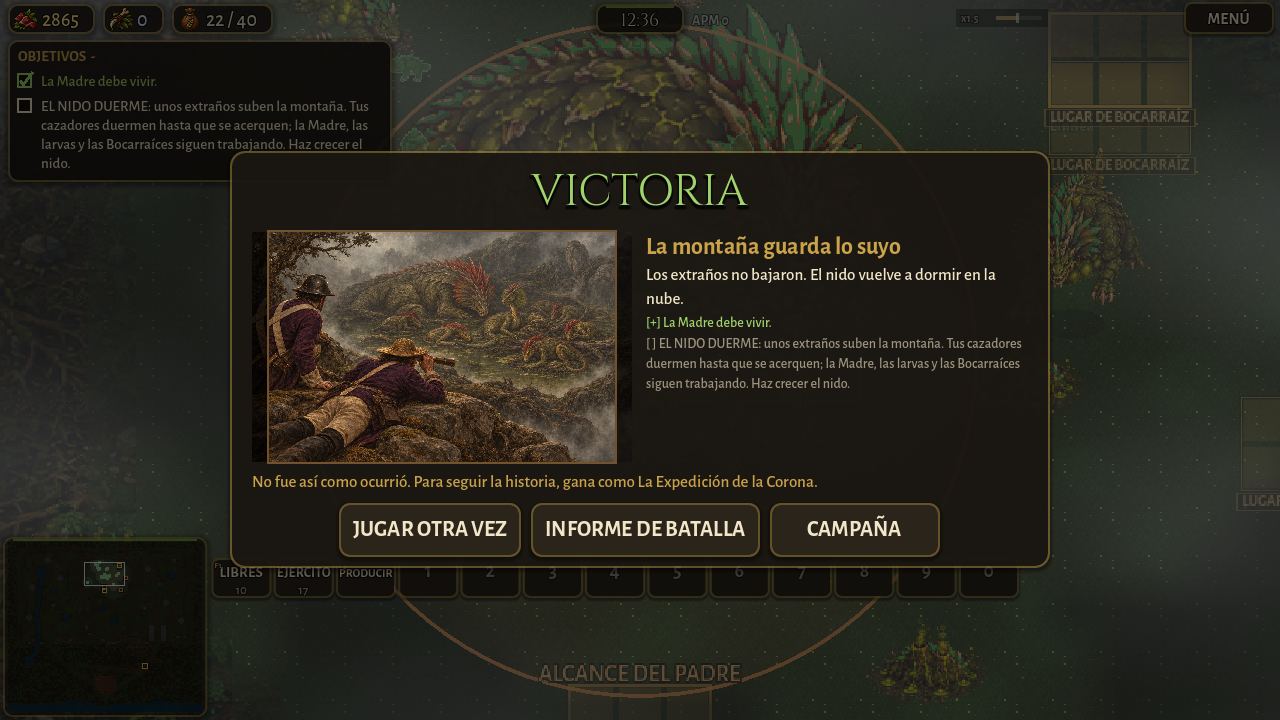 2865
0
22 / 40
12:36
APM 0
x1.5
MENÚ
OBJETIVOS -
La Madre debe vivir.
EL NIDO DUERME: unos extraños suben la montaña. Tus
cazadores duermen hasta que se acerquen; la Madre, las
larvas y las Bocarraíces siguen trabajando. Haz crecer el
nido.
LUGAR DE BOCARRAÍZ
LUGAR DE BOCARRAÍZ
VICTORIA
La montaña guarda lo suyo
Los extraños no bajaron. El nido vuelve a dormir en la
nube.
[+] La Madre debe vivir.
[ ] EL NIDO DUERME: unos extraños suben la montaña. Tus cazadores
duermen hasta que se acerquen; la Madre, las larvas y las Bocarraíces
siguen trabajando. Haz crecer el nido.
No fue así como ocurrió. Para seguir la historia, gana como La Expedición de la Corona.
JUGAR OTRA VEZ
INFORME DE BATALLA
CAMPAÑA
LUGAR
F1
LIBRES
10
EJÉRCITO
17
PRODUCIR
1
2
3
4
5
6
7
8
9
0
ALCANCE DEL PADRE